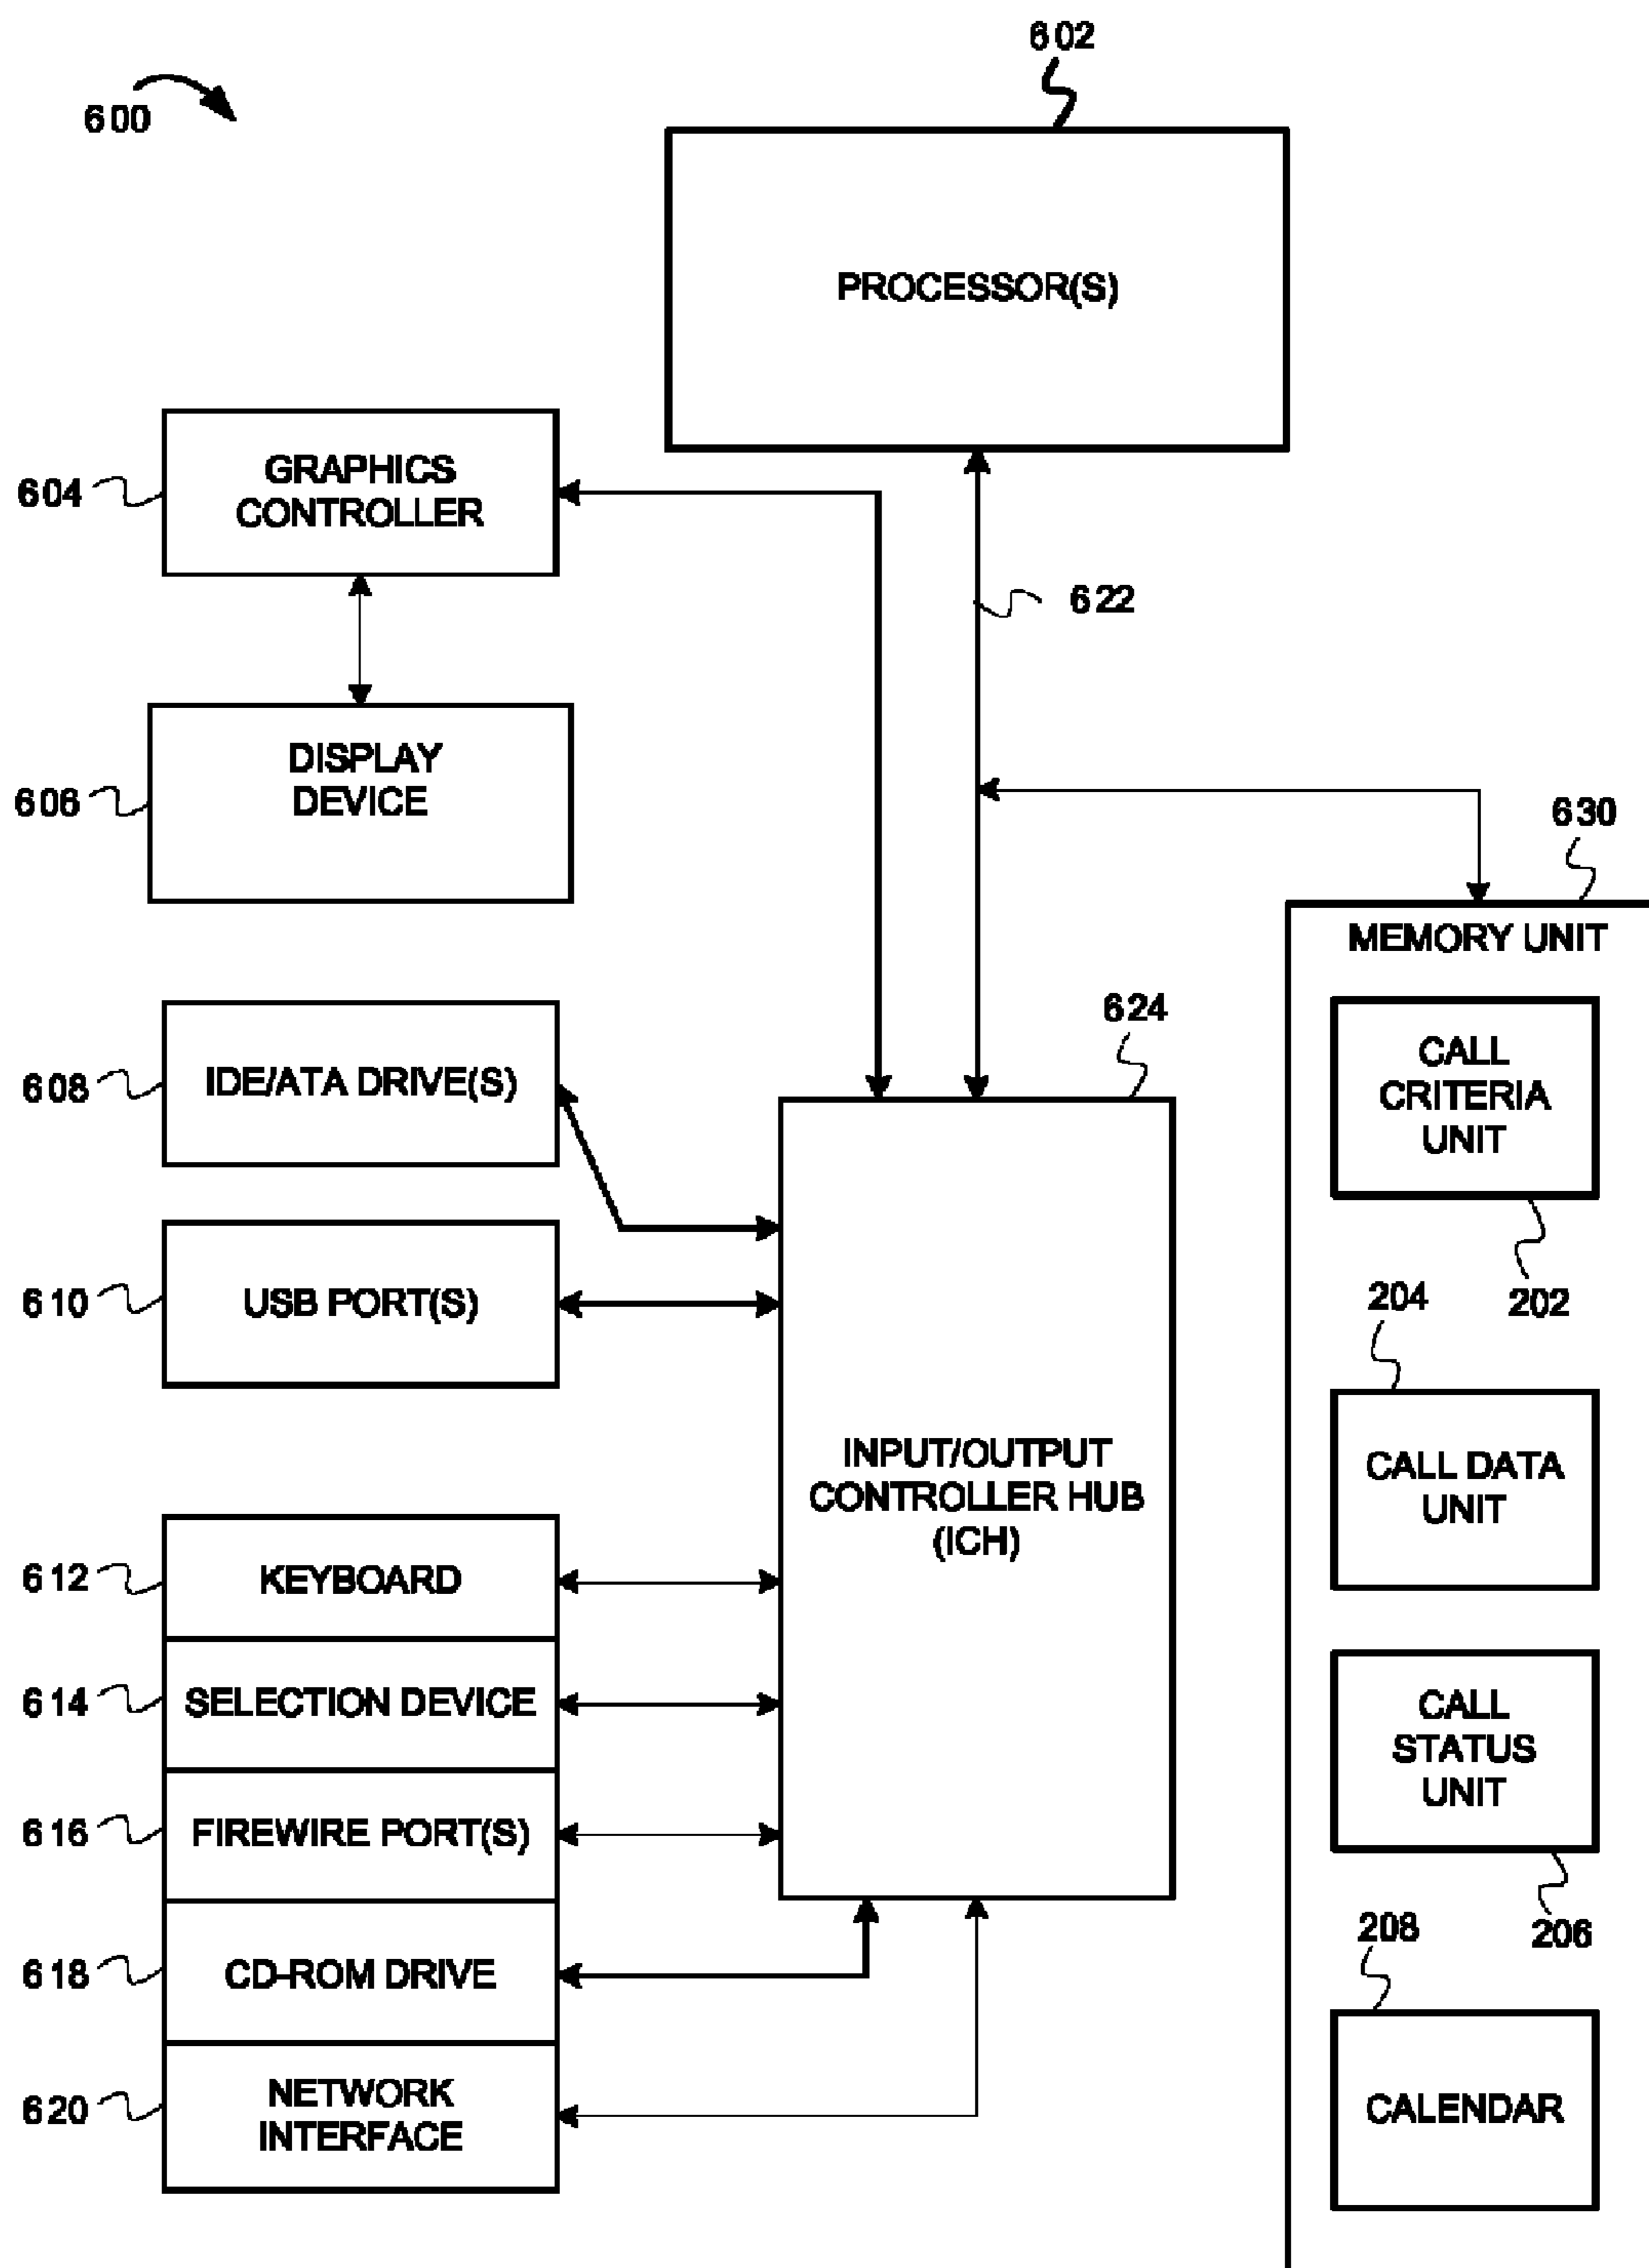 602
600
PROCESSOR(S)
604
GRAPHICS
CONTROLLER
622
606
DISPLAY
DEVICE
630
MEMORY UNIT
624
608
IDE/ATA DRIVE(S)
CALL
CRITERIA
UNIT
202
610
USB PORT(S)
204
INPUT/OUTPUT
CONTROLLER HUB
(ICH)
CALL DATA
UNIT
612
KEYBOARD
614
SELECTION DEVICE
CALL
STATUS
UNIT
616
FIREWIRE PORT(S)
206
208
618
CD-ROM DRIVE
620
NETWORK
INTERFACE
CALENDAR